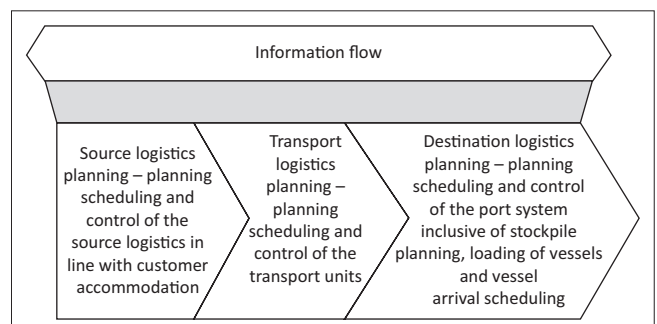 Information flow
Source logistics
planning – planning
scheduling and
control of the
source logistics in
line with customer
accommodation
Transport
logistics
planning –
planning
scheduling and
control of the
transport units
Destination logistics
planning – planning
scheduling and control
of the port system
inclusive of stockpile
planning, loading of vessels
and vessel
arrival scheduling